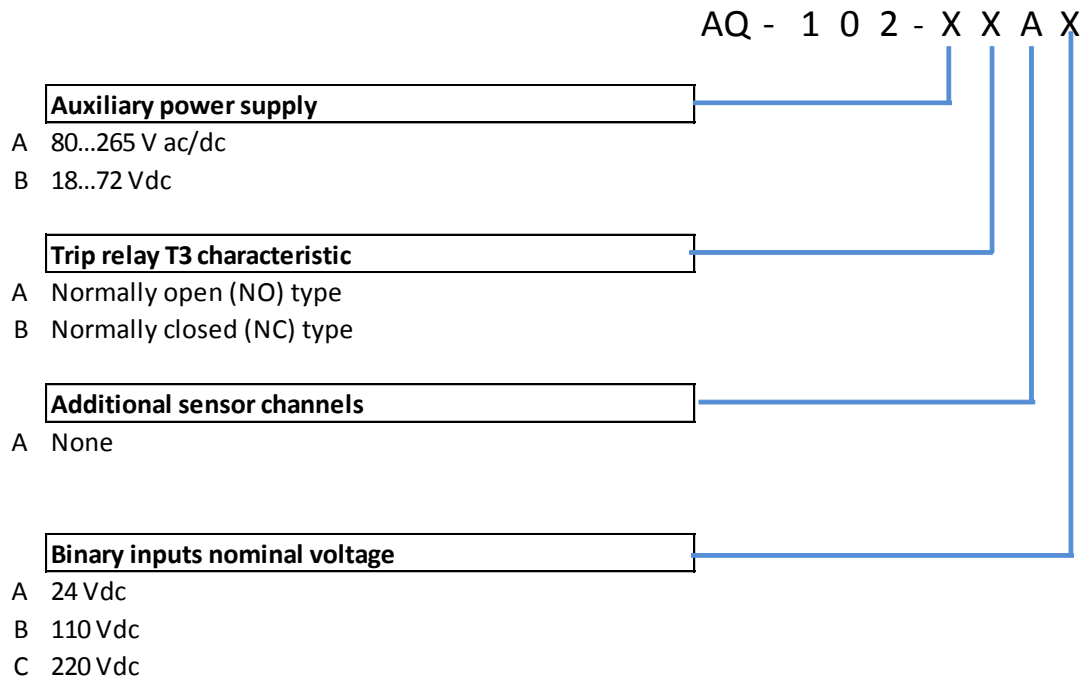 AQ - 1 0 2 - X X A X
Auxiliary power supply
A 80...265 V ac/dc
B 18...72 Vdc
Trip relay T3 characteristic
A Normally open (NO) type
B Normally closed (NC) type
Additional sensor channels
A None
Binary inputs nominal voltage
A 24 Vdc
B 110 Vdc
C 220 Vdc